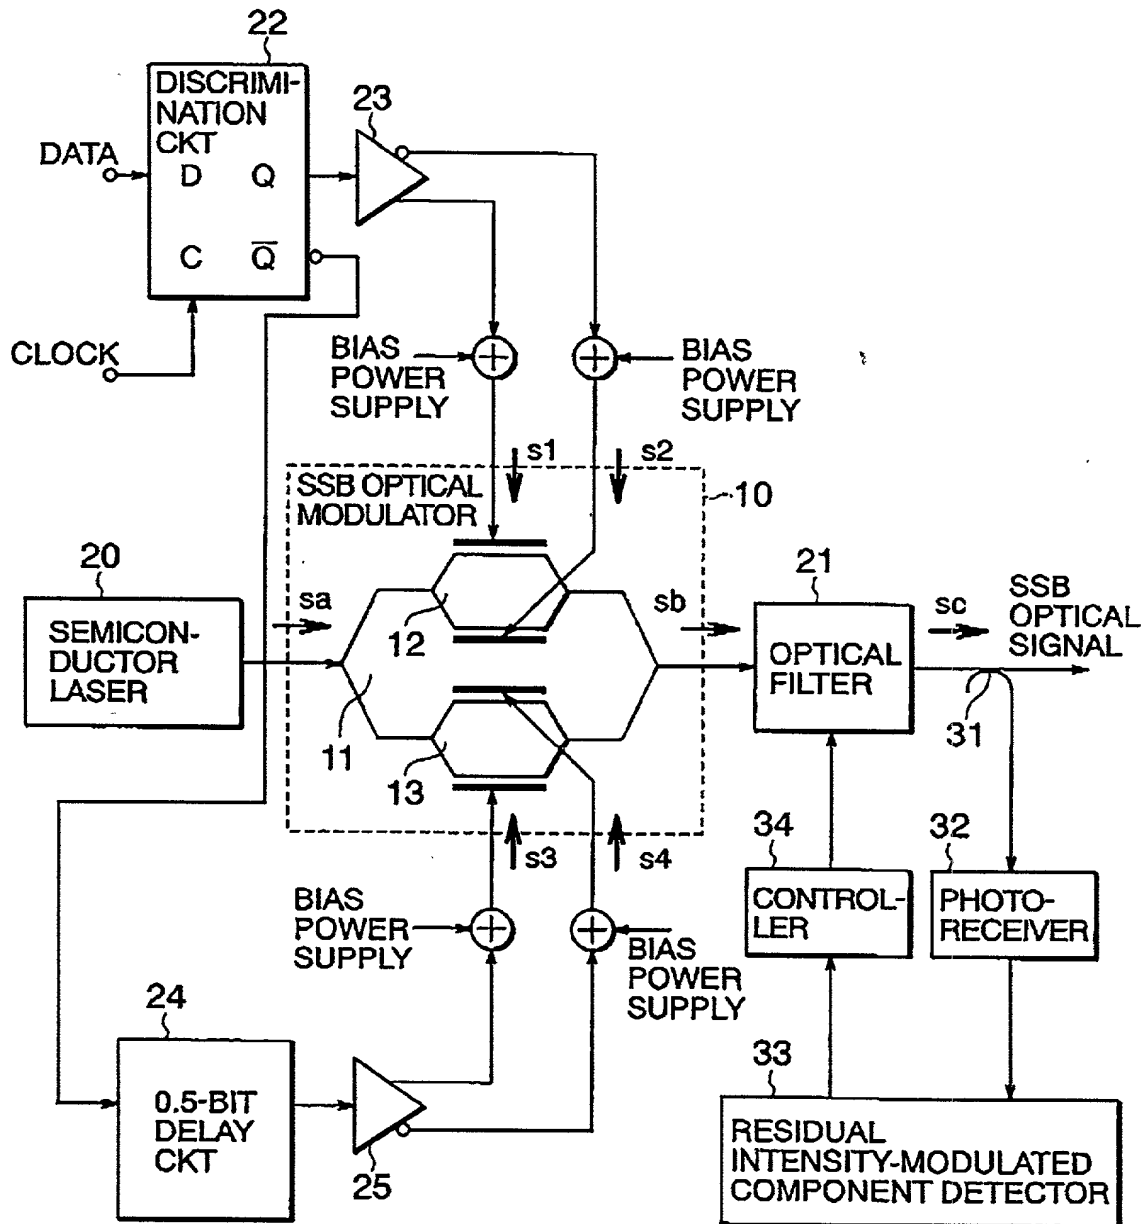 22
DISCRIMI-
NATION
CKT
23
DATA
D Q
C Q̅
CLOCK
BIAS
POWER
SUPPLY
BIAS
POWER
SUPPLY
s1
s2
SSB OPTICAL
MODULATOR
10
20
SEMICON-
DUCTOR
LASER
sa
12
11
13
sb
21
OPTICAL
FILTER
sc
SSB
OPTICAL
SIGNAL
31
s3
s4
34
CONTROL-
LER
32
PHOTO-
RECEIVER
BIAS
POWER
SUPPLY
BIAS
POWER
SUPPLY
24
0.5-BIT
DELAY
CKT
25
33
RESIDUAL
INTENSITY-MODULATED
COMPONENT DETECTOR